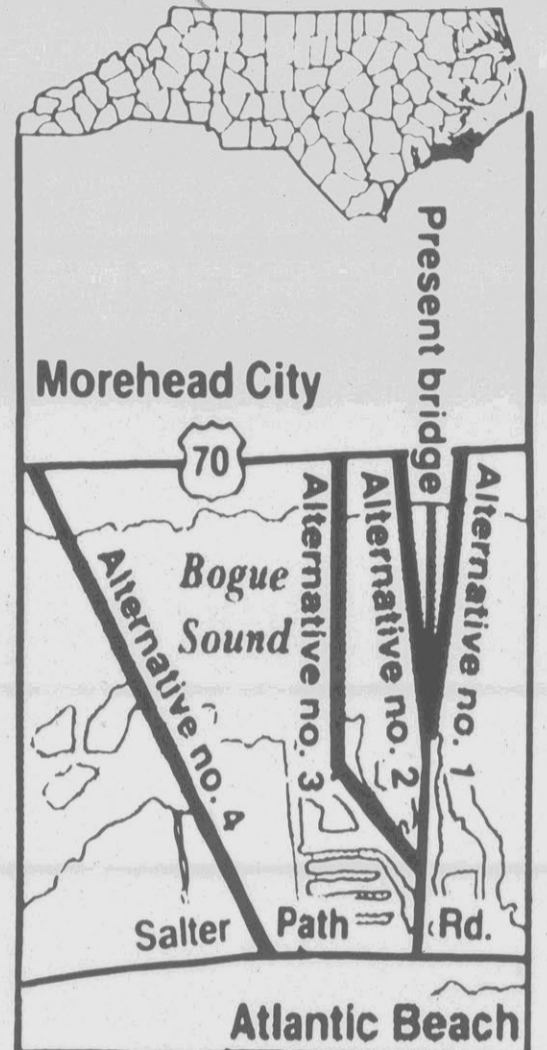 Present bridge
Morehead City
70
Alternative no. 1
Alternative no. 2
Alternative no. 3
Alternative no. 4
Bogue
Sound
Salter Path Rd.
Atlantic Beach